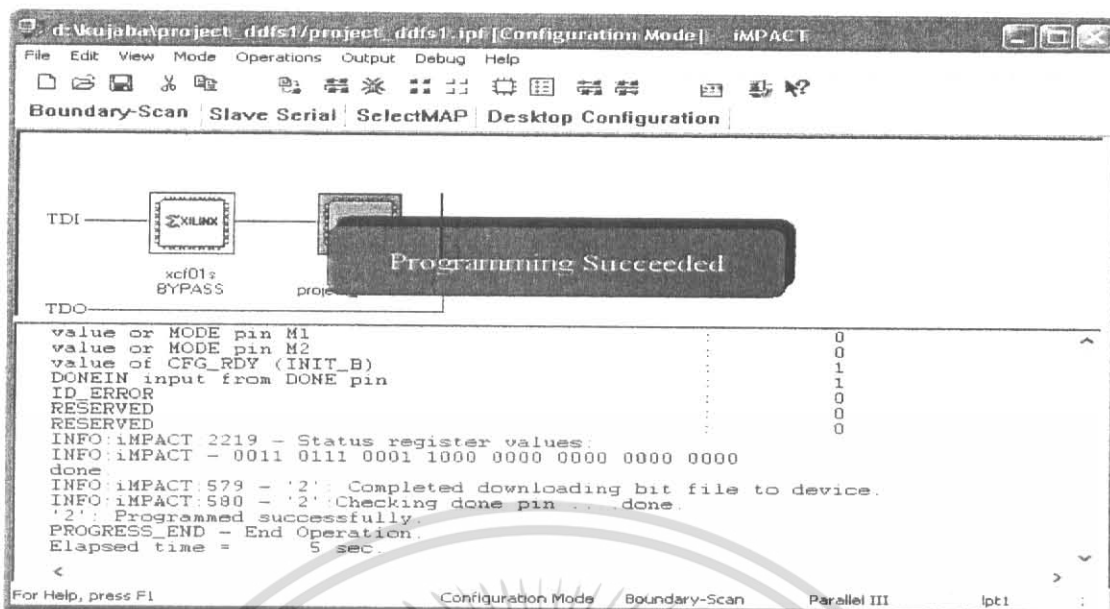 d:\kujaba\project_ddfs1/project_ddfs1.ipf [Configuration Mode] - iMPACT
File Edit View Mode Operations Output Debug Help
Boundary-Scan Slave Serial SelectMAP Desktop Configuration
TDI
XILINX
Programming Succeeded
xcf01s
BYPASS
TDO
value or MODE pin M1 : 0
value or MODE pin M2 : 0
value of CFG_RDY (INIT_B) : 1
DONEIN input from DONE pin : 1
ID_ERROR : 0
RESERVED : 0
RESERVED : 0
INFO:iMPACT:2219 - Status register values:
INFO:iMPACT - 0011 0111 0001 1000 0000 0000 0000 0000
done.
INFO:iMPACT:579 - '2': Completed downloading bit file to device.
INFO:iMPACT:580 - '2':Checking done pin ....done.
'2': Programmed successfully.
PROGRESS_END - End Operation.
Elapsed time = 5 sec.
For Help, press F1 Configuration Mode Boundary-Scan Parallel III lpt1